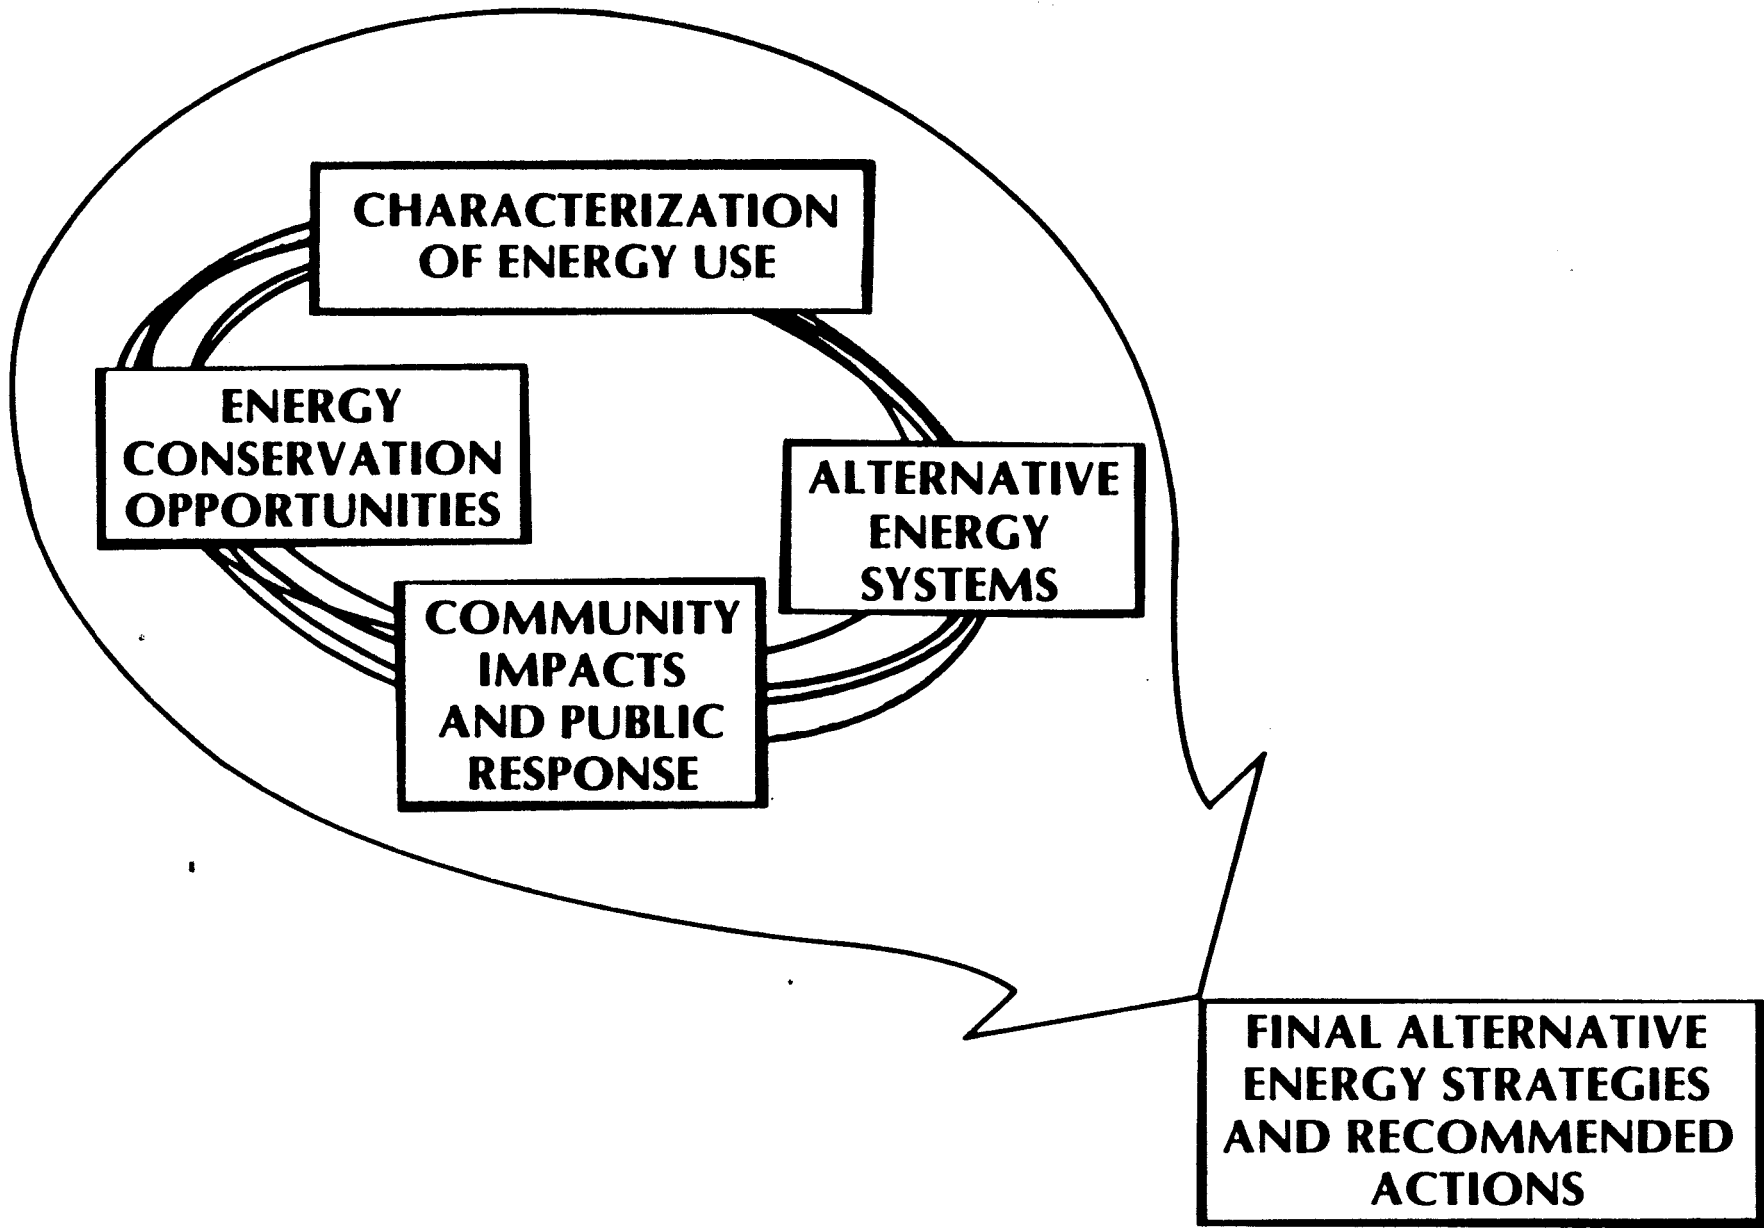 CHARACTERIZATION
OF ENERGY USE
ENERGY
CONSERVATION
OPPORTUNITIES
ALTERNATIVE
ENERGY
SYSTEMS
COMMUNITY
IMPACTS
AND PUBLIC
RESPONSE
FINAL ALTERNATIVE
ENERGY STRATEGIES
AND RECOMMENDED
ACTIONS